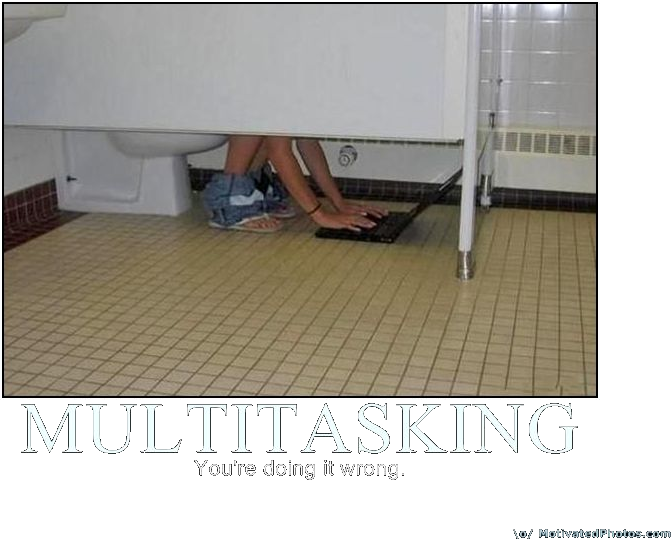 MULTITASKING
You're doing it wrong.
\o/ MotivatedPhotos.com